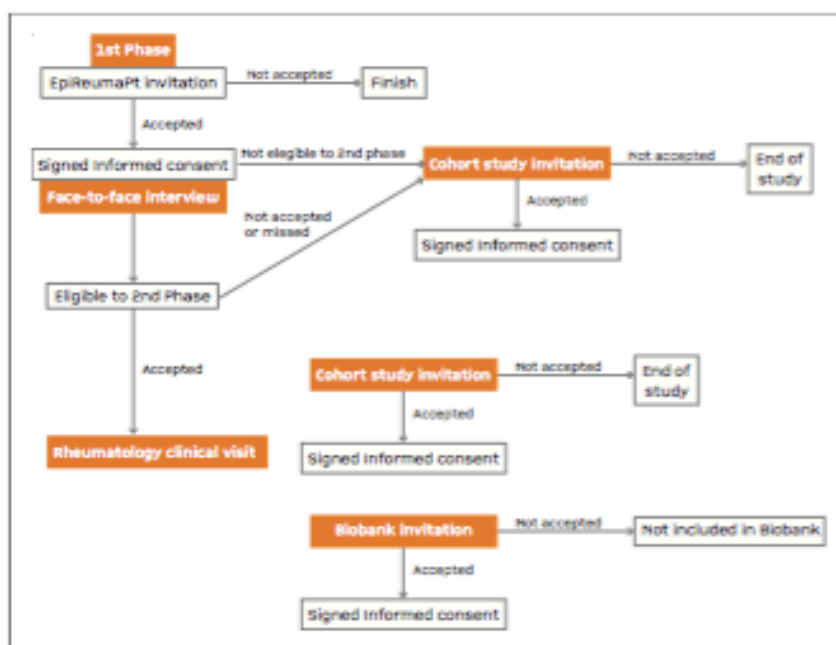 1st Phase
EpiReumaPt invitation
Not accepted
Finish
Accepted
Signed Informed consent
Not elegible to 2nd phase
Cohort study invitation
Not accepted
End of
study
Face-to-face interview
Not accepted
or missed
Accepted
Signed Informed consent
Eligible to 2nd Phase
Accepted
Cohort study invitation
Not accepted
End of
study
Accepted
Rheumatology clinical visit
Signed Informed consent
Biobank invitation
Not accepted
Not included in Biobank
Accepted
Signed Informed consent